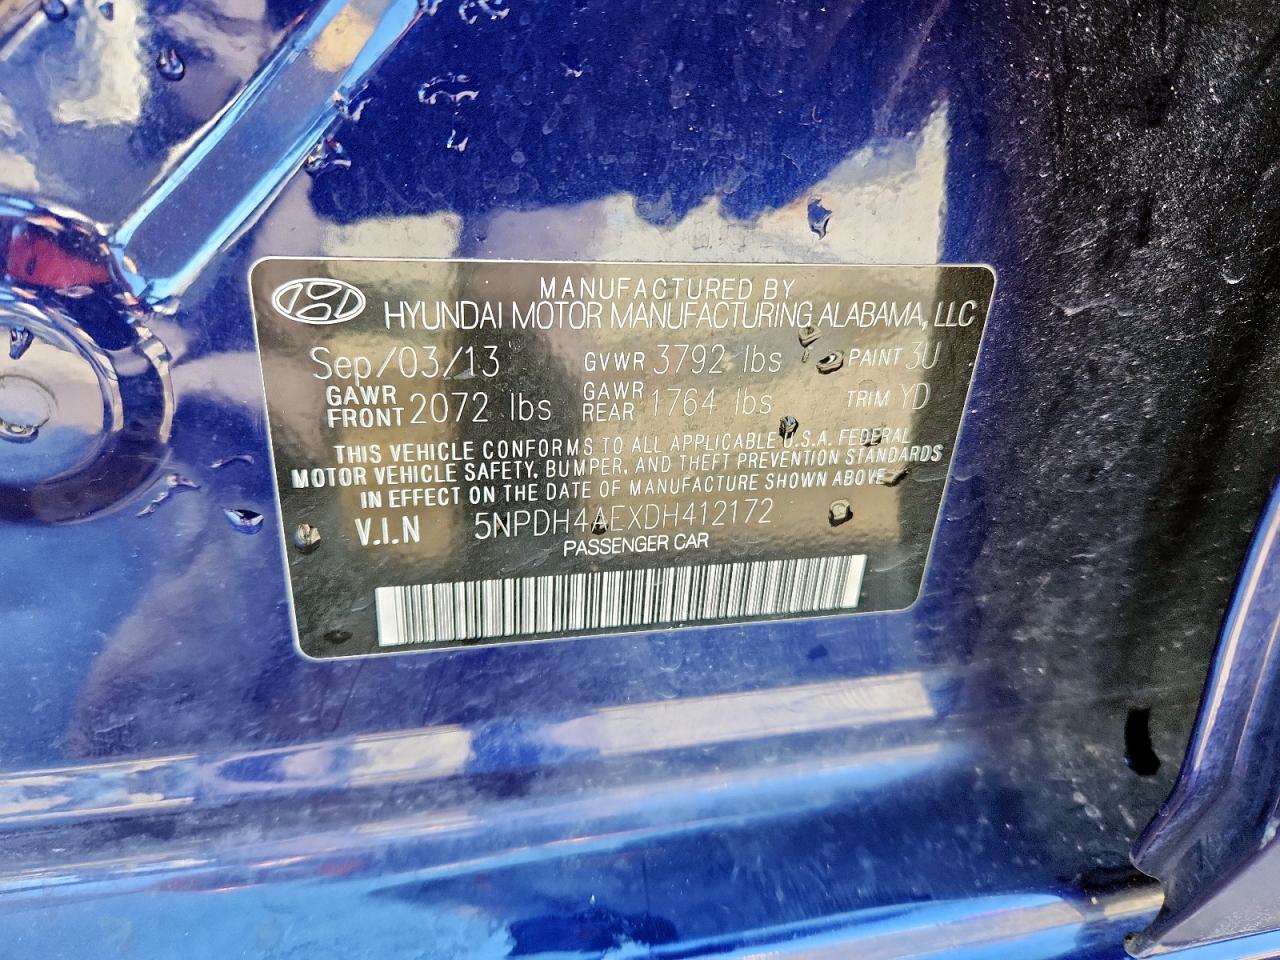 MANUFACTURED BY
HYUNDAI MOTOR MANUFACTURING ALABAMA, LLC
Sep/03/13 GVWR 3792 lbs PAINT 3U
GAWR FRONT 2072 lbs GAWR REAR 1764 lbs TRIM YD
THIS VEHICLE CONFORMS TO ALL APPLICABLE U.S.A. FEDERAL
MOTOR VEHICLE SAFETY, BUMPER, AND THEFT PREVENTION STANDARDS
IN EFFECT ON THE DATE OF MANUFACTURE SHOWN ABOVE
V.I.N 5NPDH4AEXDH412172
PASSENGER CAR